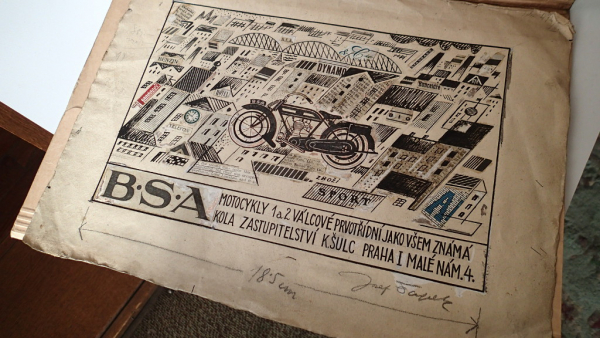 DYNAMO
SPORT
B·S·A
MOTOCYKLY 1 a 2 VÁLCOVÉ PRVOTŘÍDNÍ JAKO VŠEM ZNÁMÁ
KOLA ZASTUPITELSTVÍ K.ŠULC PRAHA I MALÉ NÁM. 4.
18·5 cm
Josef Čapek